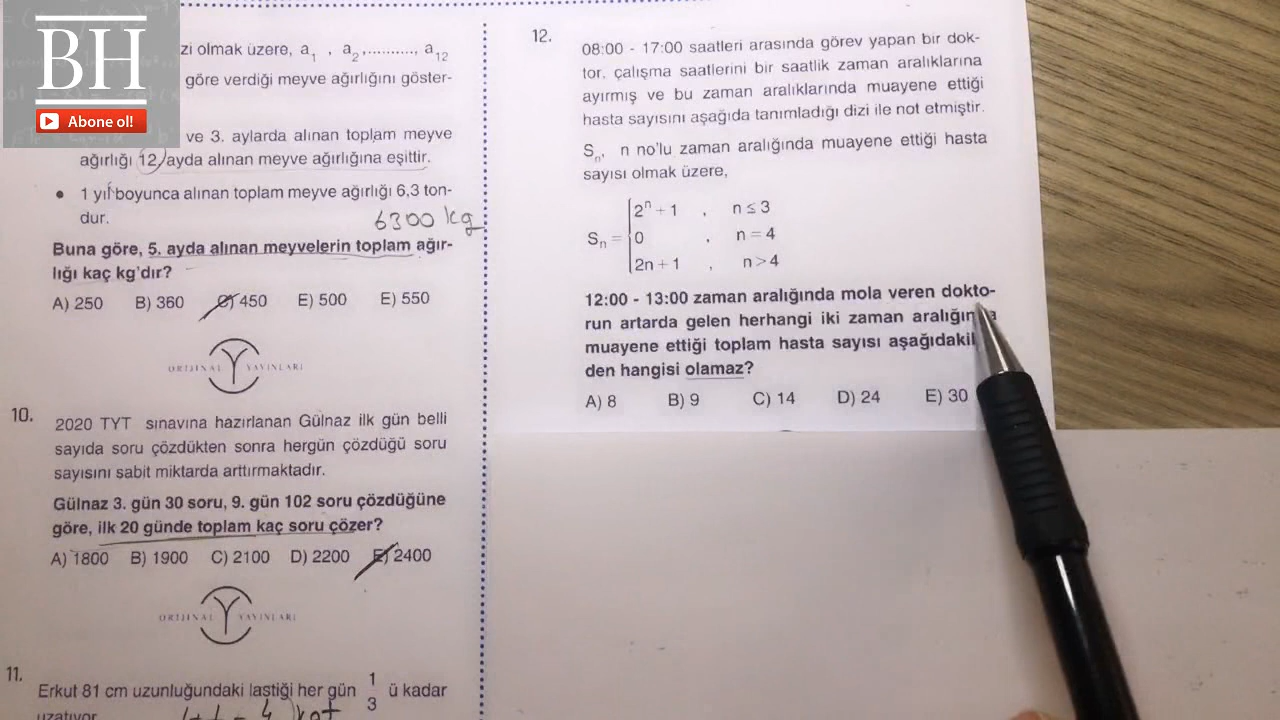 BH
Abone ol!
zi olmak üzere, a1 , a2,..........., a12
göre verdiği meyve ağırlığını göster-
ve 3. aylarda alınan toplam meyve
ağırlığı 12 ayda alınan meyve ağırlığına eşittir.
• 1 yıl boyunca alınan toplam meyve ağırlığı 6,3 ton-
dur.
6300 kg
Buna göre, 5. ayda alınan meyvelerin toplam ağır-
lığı kaç kg'dır?
A) 250 B) 360 C) 450 E) 500 E) 550
ORİJİNAL YAYINLARI
10.
2020 TYT sınavına hazırlanan Gülnaz ilk gün belli
sayıda soru çözdükten sonra hergün çözdüğü soru
sayısını sabit miktarda arttırmaktadır.
Gülnaz 3. gün 30 soru, 9. gün 102 soru çözdüğüne
göre, ilk 20 günde toplam kaç soru çözer?
A) 1800 B) 1900 C) 2100 D) 2200 E) 2400
ORİJİNAL YAYINLARI
11.
Erkut 81 cm uzunluğundaki lastiği her gün 1/3 ü kadar
uzatıyor
12.
08:00 - 17:00 saatleri arasında görev yapan bir dok-
tor, çalışma saatlerini bir saatlik zaman aralıklarına
ayırmış ve bu zaman aralıklarında muayene ettiği
hasta sayısını aşağıda tanımladığı dizi ile not etmiştir.
Sn, n no'lu zaman aralığında muayene ettiği hasta
sayısı olmak üzere,
2^n + 1 , n ≤ 3
Sn = 0 , n = 4
2n + 1 , n > 4
12:00 - 13:00 zaman aralığında mola veren dokto-
run artarda gelen herhangi iki zaman aralığında
muayene ettiği toplam hasta sayısı aşağıdakil
den hangisi olamaz?
A) 8 B) 9 C) 14 D) 24 E) 30